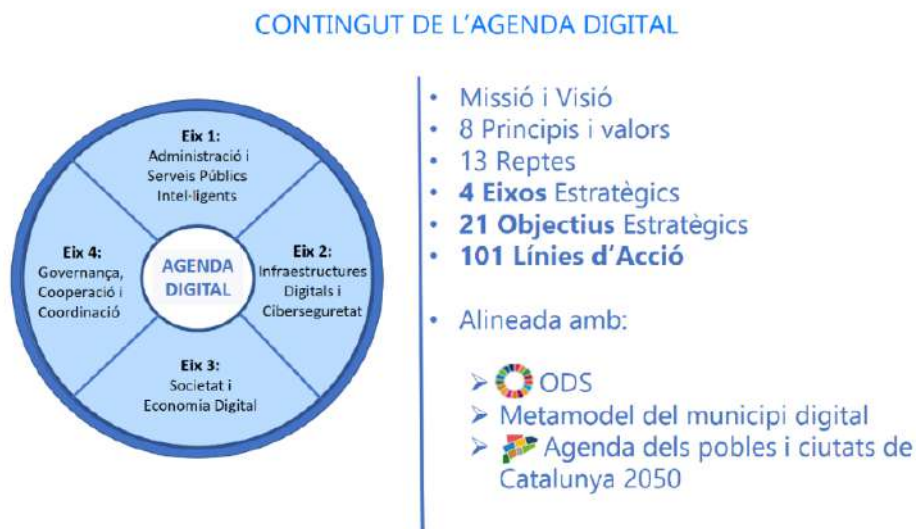 CONTINGUT DE L'AGENDA DIGITAL
Eix 1:
Administració i
Serveis Públics
Intel·ligents
Eix 4:
Governança,
Cooperació i
Coordinació
AGENDA
DIGITAL
Eix 2:
Infraestructures
Digitals i
Ciberseguretat
Eix 3:
Societat i
Economia Digital
• Missió i Visió
• 8 Principis i valors
• 13 Reptes
• 4 Eixos Estratègics
• 21 Objectius Estratègics
• 101 Línies d'Acció
• Alineada amb:
➢ ODS
➢ Metamodel del municipi digital
➢ Agenda dels pobles i ciutats de
Catalunya 2050